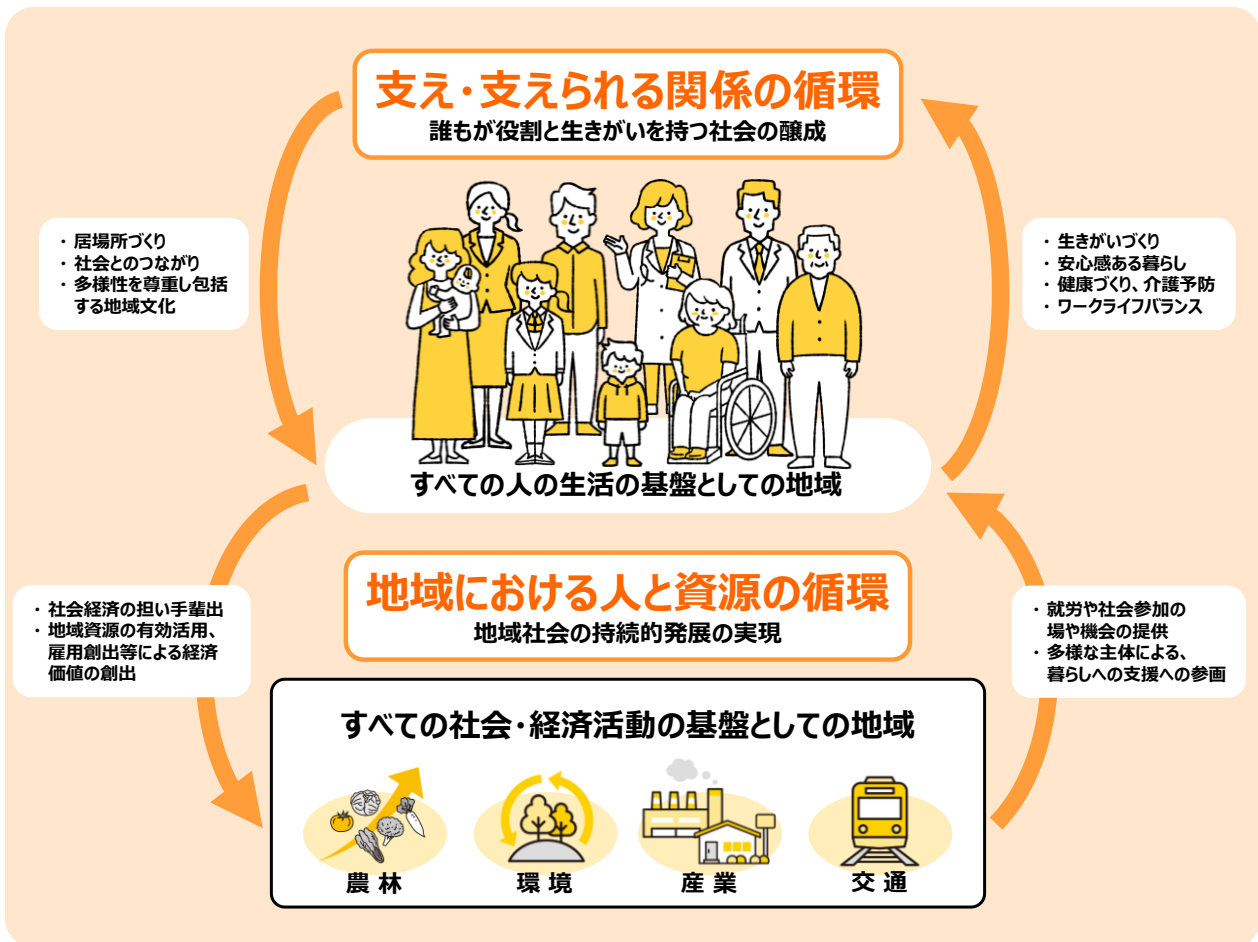 支え・支えられる関係の循環
誰もが役割と生きがいを持つ社会の醸成
・ 居場所づくり
・ 社会とのつながり
・ 多様性を尊重し包括
する地域文化
・ 生きがいづくり
・ 安心感ある暮らし
・ 健康づくり、介護予防
・ ワークライフバランス
すべての人の生活の基盤としての地域
地域における人と資源の循環
地域社会の持続的発展の実現
・ 社会経済の担い手輩出
・ 地域資源の有効活用、
雇用創出等による経済
価値の創出
・ 就労や社会参加の
場や機会の提供
・ 多様な主体による、
暮らしへの支援への参画
すべての社会・経済活動の基盤としての地域
農 林
環 境
産 業
交 通